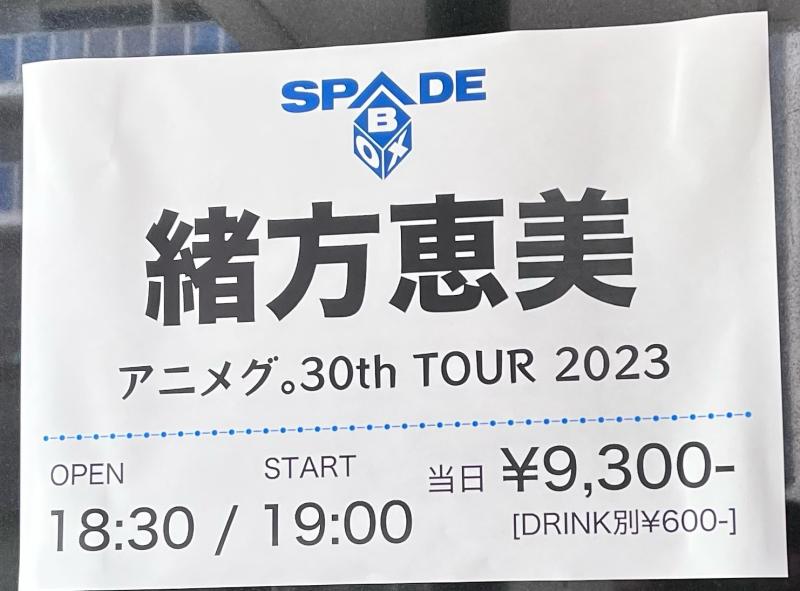 SPADE
BOX
緒方恵美
アニメグ。30th TOUR 2023
OPEN START 当日 ¥9,300-
18:30 / 19:00 [DRINK別¥600-]